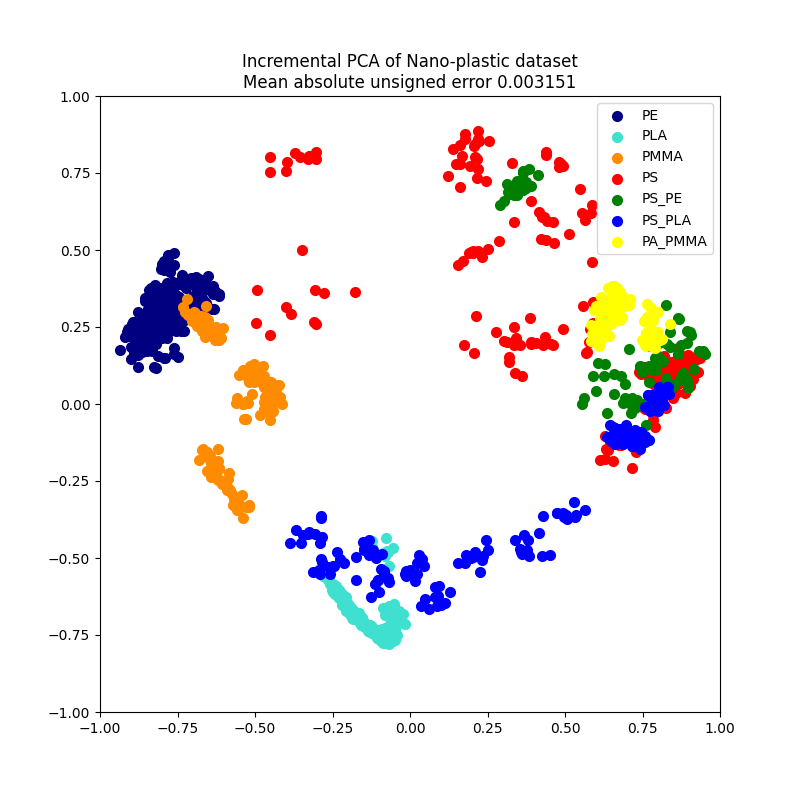 Incremental PCA of Nano-plastic dataset
Mean absolute unsigned error 0.003151
1.00
0.75
0.50
0.25
0.00
−0.25
−0.50
−0.75
−1.00
−1.00
−0.75
−0.50
−0.25
0.00
0.25
0.50
0.75
1.00
PE
PLA
PMMA
PS
PS_PE
PS_PLA
PA_PMMA